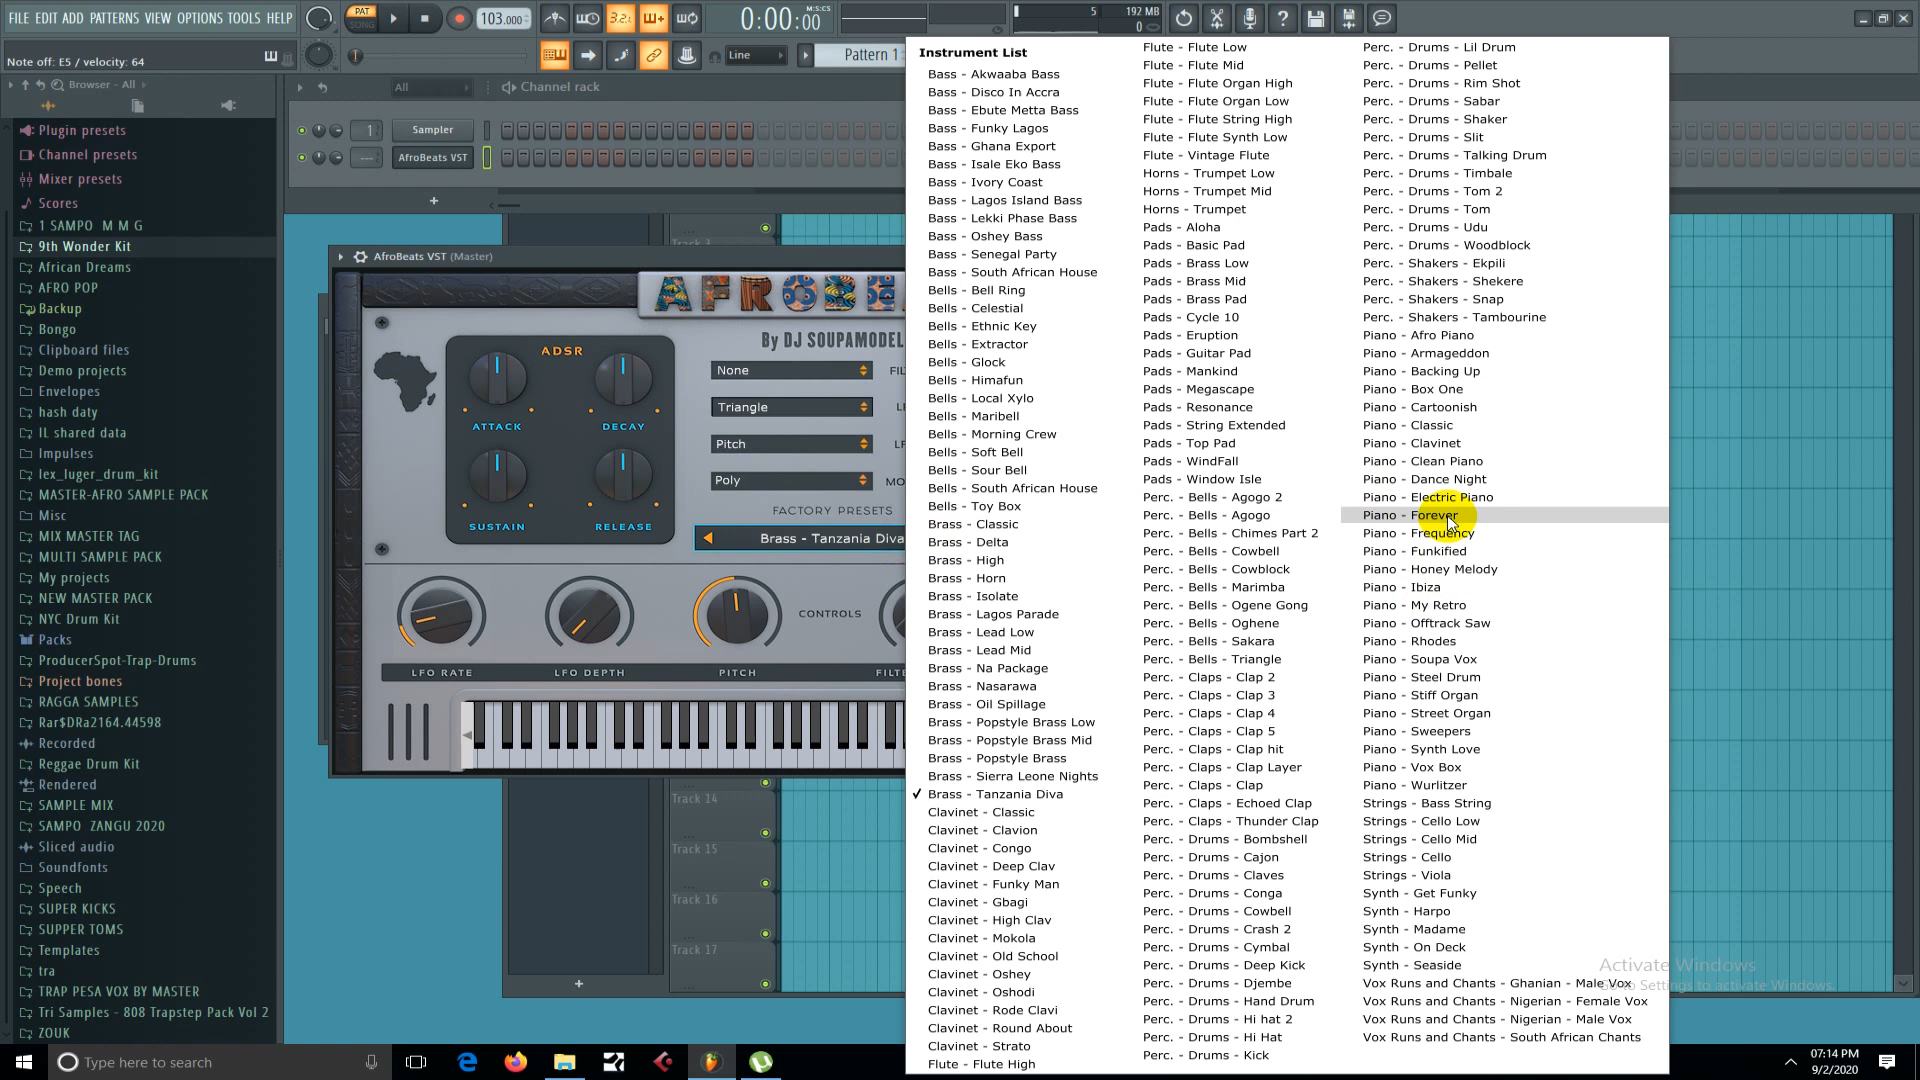 FILE EDIT ADD PATTERNS VIEW OPTIONS TOOLS HELP
PAT
SONG
103.000
3.2.
0:00:00
M:S:CS
5
192 MB
0
Note off: E5 / velocity: 64
Line
Pattern 1
Browser - All
All
Channel rack
1
Sampler
---
AfroBeats VST
Plugin presets
Channel presets
Mixer presets
Scores
1 SAMPO M M G
9th Wonder Kit
African Dreams
AFRO POP
Backup
Bongo
Clipboard files
Demo projects
Envelopes
hash daty
IL shared data
Impulses
lex_luger_drum_kit
MASTER-AFRO SAMPLE PACK
Misc
MIX MASTER TAG
MULTI SAMPLE PACK
My projects
NEW MASTER PACK
NYC Drum Kit
Packs
ProducerSpot-Trap-Drums
Project bones
RAGGA SAMPLES
Rar$DRa2164.44598
Recorded
Reggae Drum Kit
Rendered
SAMPLE MIX
SAMPO ZANGU 2020
Sliced audio
Soundfonts
Speech
SUPER KICKS
SUPPER TOMS
Templates
tra
TRAP PESA VOX BY MASTER
Tri Samples - 808 Trapstep Pack Vol 2
ZOUK
Track 3
AfroBeats VST (Master)
AFROBE
By DJ SOUPAMODEL
ADSR
ATTACK
DECAY
SUSTAIN
RELEASE
None
Triangle
Pitch
Poly
FACTORY PRESETS
Brass - Tanzania Diva
LFO RATE
LFO DEPTH
PITCH
CONTROLS
Track 14
Track 15
Track 16
Track 17
Instrument List
Bass - Akwaaba Bass
Bass - Disco In Accra
Bass - Ebute Metta Bass
Bass - Funky Lagos
Bass - Ghana Export
Bass - Isale Eko Bass
Bass - Ivory Coast
Bass - Lagos Island Bass
Bass - Lekki Phase Bass
Bass - Oshey Bass
Bass - Senegal Party
Bass - South African House
Bells - Bell Ring
Bells - Celestial
Bells - Ethnic Key
Bells - Extractor
Bells - Glock
Bells - Himafun
Bells - Local Xylo
Bells - Maribell
Bells - Morning Crew
Bells - Soft Bell
Bells - Sour Bell
Bells - South African House
Bells - Toy Box
Brass - Classic
Brass - Delta
Brass - High
Brass - Horn
Brass - Isolate
Brass - Lagos Parade
Brass - Lead Low
Brass - Lead Mid
Brass - Na Package
Brass - Nasarawa
Brass - Oil Spillage
Brass - Popstyle Brass Low
Brass - Popstyle Brass Mid
Brass - Popstyle Brass
Brass - Sierra Leone Nights
✓ Brass - Tanzania Diva
Clavinet - Classic
Clavinet - Clavion
Clavinet - Congo
Clavinet - Deep Clav
Clavinet - Funky Man
Clavinet - Gbagi
Clavinet - High Clav
Clavinet - Mokola
Clavinet - Old School
Clavinet - Oshey
Clavinet - Oshodi
Clavinet - Rode Clavi
Clavinet - Round About
Clavinet - Strato
Flute - Flute High
Flute - Flute Low
Flute - Flute Mid
Flute - Flute Organ High
Flute - Flute Organ Low
Flute - Flute String High
Flute - Flute Synth Low
Flute - Vintage Flute
Horns - Trumpet Low
Horns - Trumpet Mid
Horns - Trumpet
Pads - Aloha
Pads - Basic Pad
Pads - Brass Low
Pads - Brass Mid
Pads - Brass Pad
Pads - Cycle 10
Pads - Eruption
Pads - Guitar Pad
Pads - Mankind
Pads - Megascape
Pads - Resonance
Pads - String Extended
Pads - Top Pad
Pads - WindFall
Pads - Window Isle
Perc. - Bells - Agogo 2
Perc. - Bells - Agogo
Perc. - Bells - Chimes Part 2
Perc. - Bells - Cowbell
Perc. - Bells - Cowblock
Perc. - Bells - Marimba
Perc. - Bells - Ogene Gong
Perc. - Bells - Oghene
Perc. - Bells - Sakara
Perc. - Bells - Triangle
Perc. - Claps - Clap 2
Perc. - Claps - Clap 3
Perc. - Claps - Clap 4
Perc. - Claps - Clap 5
Perc. - Claps - Clap hit
Perc. - Claps - Clap Layer
Perc. - Claps - Clap
Perc. - Claps - Echoed Clap
Perc. - Claps - Thunder Clap
Perc. - Drums - Bombshell
Perc. - Drums - Cajon
Perc. - Drums - Claves
Perc. - Drums - Conga
Perc. - Drums - Cowbell
Perc. - Drums - Crash 2
Perc. - Drums - Cymbal
Perc. - Drums - Deep Kick
Perc. - Drums - Djembe
Perc. - Drums - Hand Drum
Perc. - Drums - Hi hat 2
Perc. - Drums - Hi Hat
Perc. - Drums - Kick
Perc. - Drums - Lil Drum
Perc. - Drums - Pellet
Perc. - Drums - Rim Shot
Perc. - Drums - Sabar
Perc. - Drums - Shaker
Perc. - Drums - Slit
Perc. - Drums - Talking Drum
Perc. - Drums - Timbale
Perc. - Drums - Tom 2
Perc. - Drums - Tom
Perc. - Drums - Udu
Perc. - Drums - Woodblock
Perc. - Shakers - Ekpili
Perc. - Shakers - Shekere
Perc. - Shakers - Snap
Perc. - Shakers - Tambourine
Piano - Afro Piano
Piano - Armageddon
Piano - Backing Up
Piano - Box One
Piano - Cartoonish
Piano - Classic
Piano - Clavinet
Piano - Clean Piano
Piano - Dance Night
Piano - Electric Piano
Piano - Forever
Piano - Frequency
Piano - Funkified
Piano - Honey Melody
Piano - Ibiza
Piano - My Retro
Piano - Offtrack Saw
Piano - Rhodes
Piano - Soupa Vox
Piano - Steel Drum
Piano - Stiff Organ
Piano - Street Organ
Piano - Sweepers
Piano - Synth Love
Piano - Vox Box
Piano - Wurlitzer
Strings - Bass String
Strings - Cello Low
Strings - Cello Mid
Strings - Cello
Strings - Viola
Synth - Get Funky
Synth - Harpo
Synth - Madame
Synth - On Deck
Synth - Seaside
Vox Runs and Chants - Ghanian - Male Vox
Vox Runs and Chants - Nigerian - Female Vox
Vox Runs and Chants - Nigerian - Male Vox
Vox Runs and Chants - South African Chants
Activate Windows
Go to Settings to activate Windows.
Type here to search
07:14 PM
9/2/2020